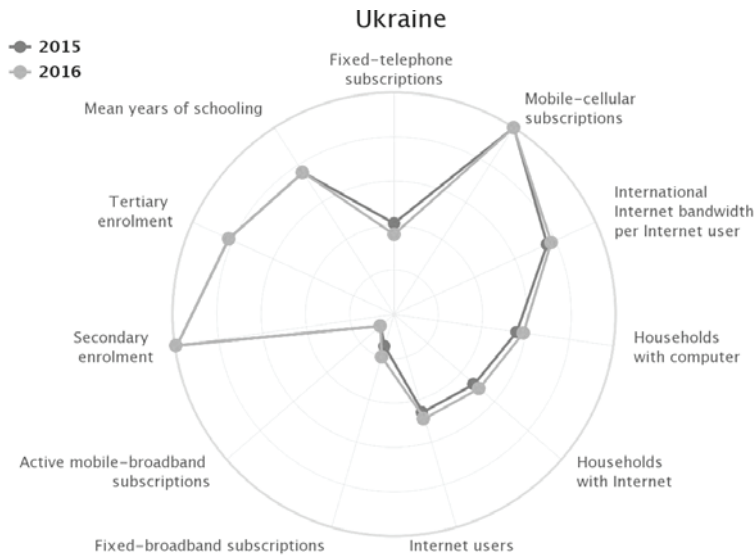 Ukraine
2015
2016
Fixed-telephone
subscriptions
Mobile-cellular
subscriptions
International
Internet bandwidth
per Internet user
Households
with computer
Households
with Internet
Internet users
Fixed-broadband subscriptions
Active mobile-broadband
subscriptions
Secondary
enrolment
Tertiary
enrolment
Mean years of schooling